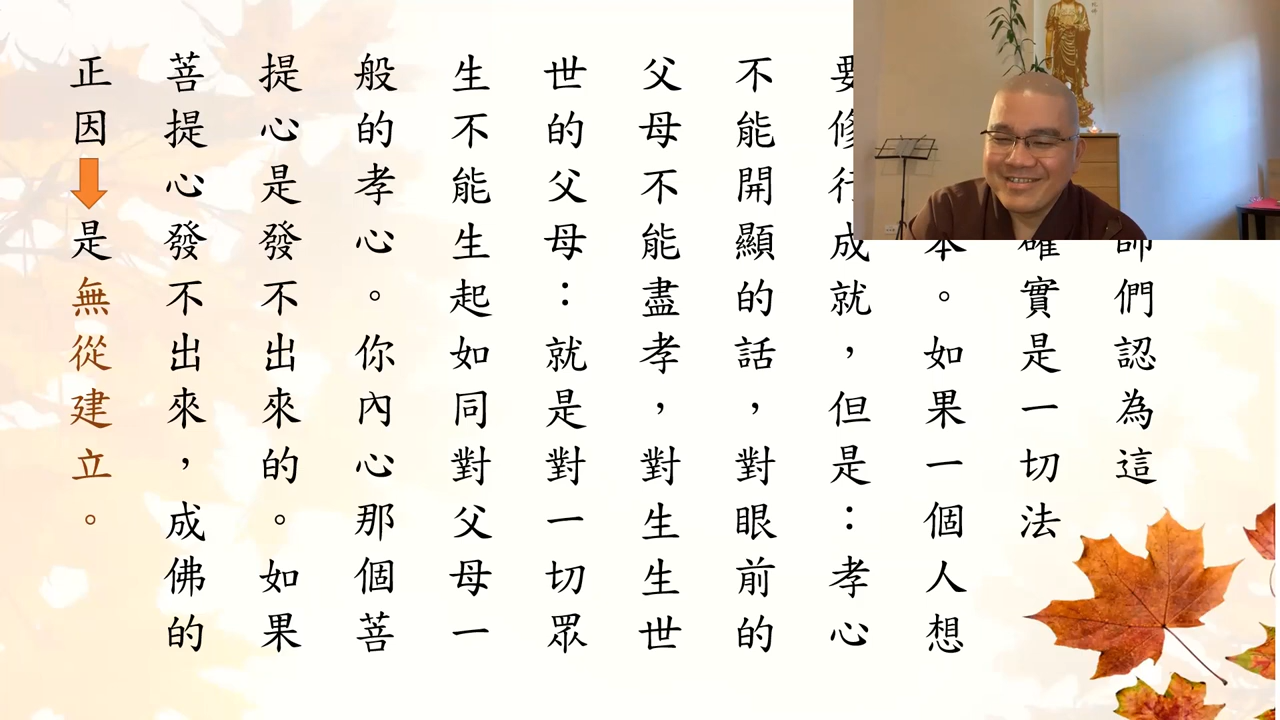 師們認為這
確實是一切法
本。如果一個人想
要修行成就，但是：孝心
不能開顯的話，對眼前的
父母不能盡孝，對生生世
世的父母：就是對一切眾
生不能生起如同對父母一
般的孝心。你內心那個菩
提心是發不出來的。如果
菩提心發不出來，成佛的
正因是無從建立。